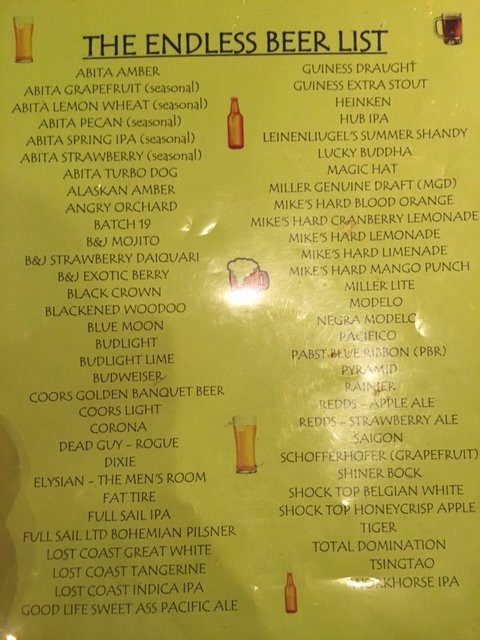 THE ENDLESS BEER LIST
ABITA AMBER
ABITA GRAPEFRUIT (seasonal)
ABITA LEMON WHEAT (seasonal)
ABITA PECAN (seasonal)
ABITA SPRING IPA (seasonal)
ABITA STRAWBERRY (seasonal)
ABITA TURBO DOG
ALASKAN AMBER
ANGRY ORCHARD
BATCH 19
B&J MOJITO
B&J STRAWBERRY DAIQUARI
B&J EXOTIC BERRY
BLACK CROWN
BLACKENED WOODOO
BLUE MOON
BUDLIGHT
BUDLIGHT LIME
BUDWEISER
COORS GOLDEN BANQUET BEER
COORS LIGHT
CORONA
DEAD GUY - ROGUE
DIXIE
ELYSIAN - THE MEN'S ROOM
FAT TIRE
FULL SAIL IPA
FULL SAIL LTD BOHEMIAN PILSNER
LOST COAST GREAT WHITE
LOST COAST TANGERINE
LOST COAST INDICA IPA
GOOD LIFE SWEET ASS PACIFIC ALE
GUINESS DRAUGHT
GUINESS EXTRA STOUT
HEINKEN
HUB IPA
LEINENLIUGEL'S SUMMER SHANDY
LUCKY BUDDHA
MAGIC HAT
MILLER GENUINE DRAFT (MGD)
MIKE'S HARD BLOOD ORANGE
MIKE'S HARD CRANBERRY LEMONADE
MIKE'S HARD LEMONADE
MIKE'S HARD LIMENADE
MIKE'S HARD MANGO PUNCH
MILLER LITE
MODELO
NEGRA MODELO
PACIFICO
PABST BLUE RIBBON (PBR)
PYRAMID
RAINIER
REDDS - APPLE ALE
REDDS - STRAWBERRY ALE
SAIGON
SCHOFFERHOFER (GRAPEFRUIT)
SHINER BOCK
SHOCK TOP BELGIAN WHITE
SHOCK TOP HONEYCRISP APPLE
TIGER
TOTAL DOMINATION
TSINGTAO
WORKHORSE IPA